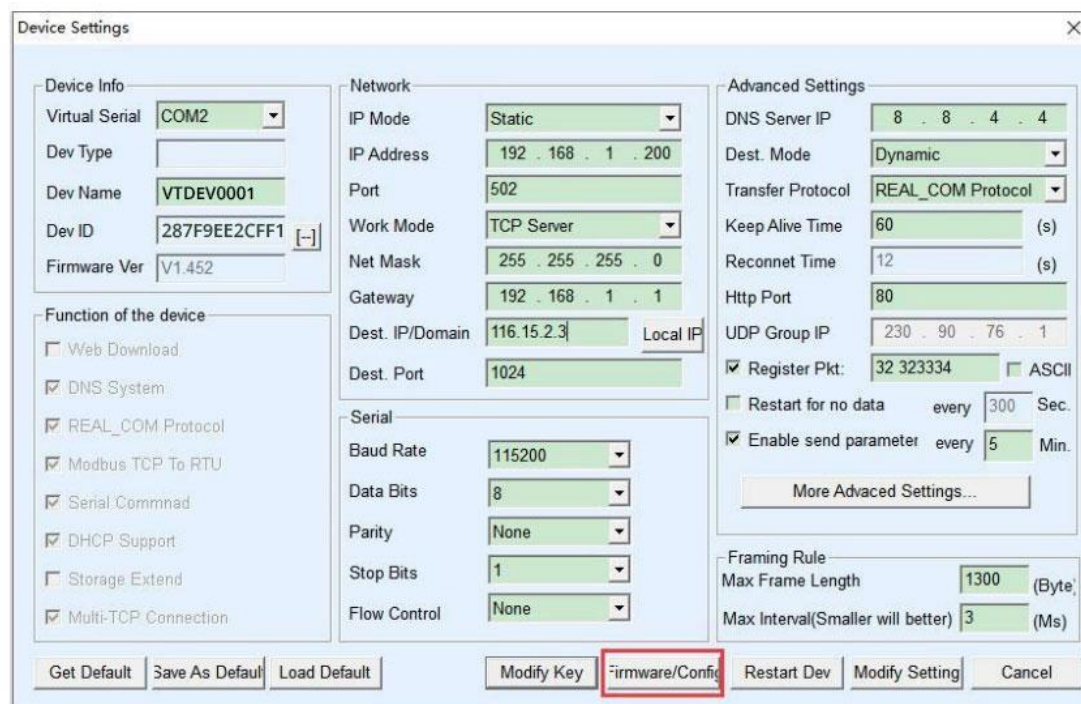 Device Settings
Device Info
Virtual Serial COM2
Dev Type
Dev Name VTDEV0001
Dev ID 287F9EE2CFF1 [--]
Firmware Ver V1.452
Function of the device
Web Download
DNS System
REAL_COM Protocol
Modbus TCP To RTU
Serial Commnad
DHCP Support
Storage Extend
Multi-TCP Connection
Network
IP Mode Static
IP Address 192 . 168 . 1 . 200
Port 502
Work Mode TCP Server
Net Mask 255 . 255 . 255 . 0
Gateway 192 . 168 . 1 . 1
Dest. IP/Domain 116.15.2.3 Local IP
Dest. Port 1024
Serial
Baud Rate 115200
Data Bits 8
Parity None
Stop Bits 1
Flow Control None
Advanced Settings
DNS Server IP 8 . 8 . 4 . 4
Dest. Mode Dynamic
Transfer Protocol REAL_COM Protocol
Keep Alive Time 60 (s)
Reconnet Time 12 (s)
Http Port 80
UDP Group IP 230 . 90 . 76 . 1
Register Pkt: 32 323334 ASCII
Restart for no data every 300 Sec.
Enable send parameter every 5 Min.
More Advaced Settings...
Framing Rule
Max Frame Length 1300 (Byte)
Max Interval(Smaller will better) 3 (Ms)
Get Default Save As Default Load Default Modify Key Firmware/Config Restart Dev Modify Setting Cancel